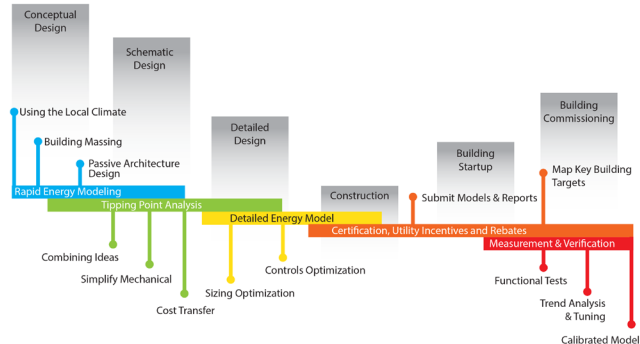 Conceptual
Design
Schematic
Design
Detailed
Design
Construction
Building
Startup
Building
Commissioning
Using the Local Climate
Building Massing
Passive Architecture
Design
Rapid Energy Modeling
Tipping Point Analysis
Combining Ideas
Simplify Mechanical
Cost Transfer
Detailed Energy Model
Sizing Optimization
Controls Optimization
Submit Models & Reports
Map Key Building
Targets
Certification, Utility Incentives and Rebates
Measurement & Verification
Functional Tests
Trend Analysis
& Tuning
Calibrated Model